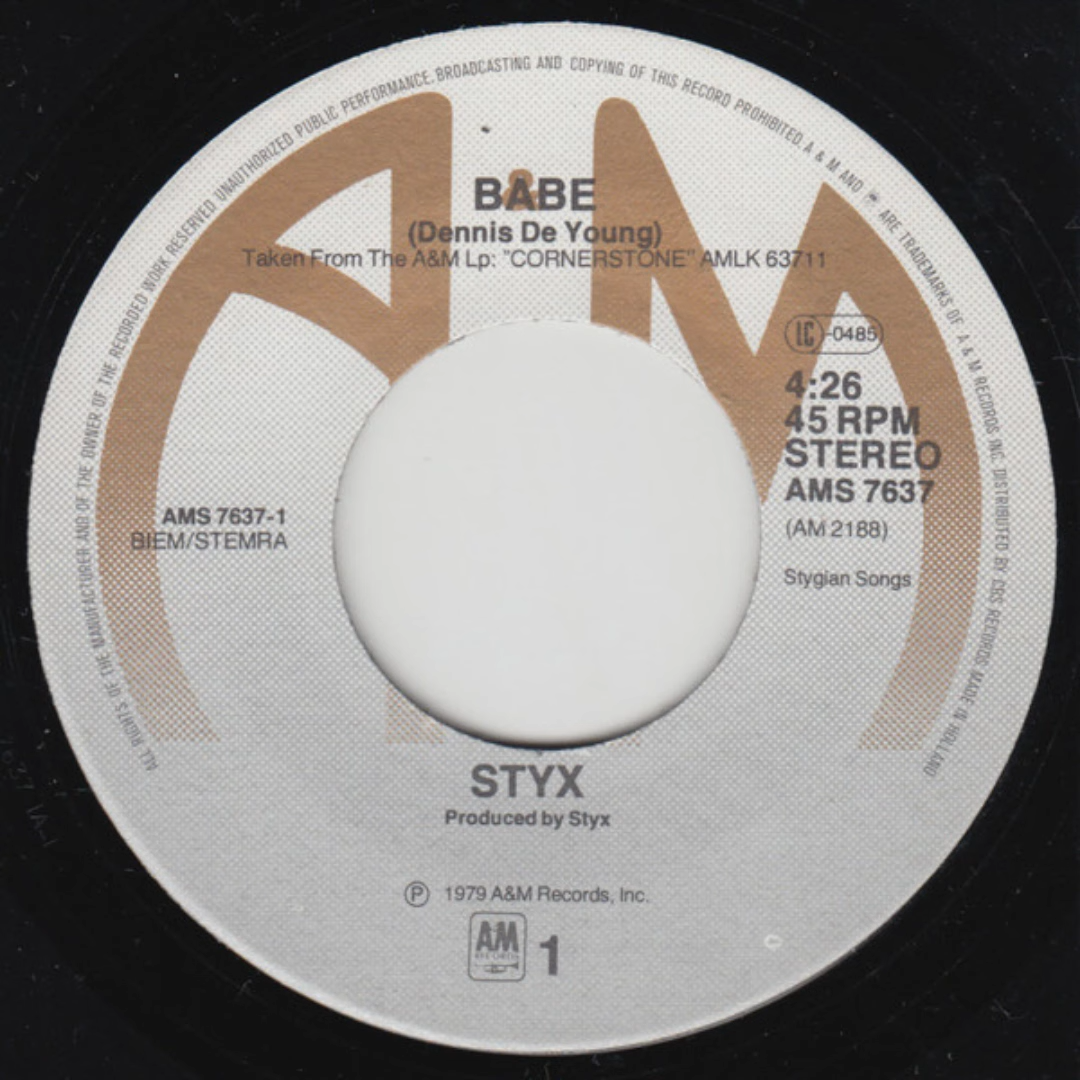 ALL RIGHTS OF THE MANUFACTURER AND OF THE OWNER OF THE RECORDED WORK RESERVED UNAUTHORIZED PUBLIC PERFORMANCE. BROADCASTING AND COPYING OF THIS RECORD PROHIBITED. A & M AND ARE TRADEMARKS OF A & M RECORDS INC. DISTRIBUTED BY CBS RECORDS. MADE IN HOLLAND
A & M
BABE
(Dennis De Young)
Taken From The A&M Lp: "CORNERSTONE" AMLK 63711
LC -0485
4:26
45 RPM
STEREO
AMS 7637
(AM 2188)
Stygian Songs
AMS 7637-1
BIEM/STEMRA
STYX
Produced by Styx
Ⓟ 1979 A&M Records, Inc.
AM
RECORDS
1